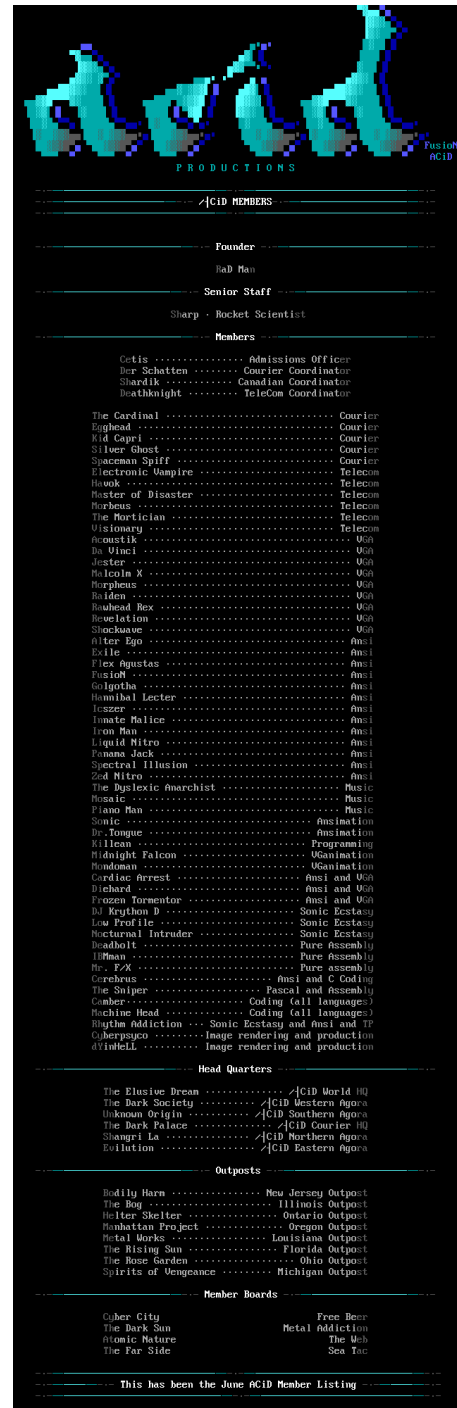 FusioN
ACiD
PRODUCTIONS
/┤CiD MEMBERS
Founder
RaD Man
Senior Staff
Sharp · Rocket Scientist
Members
Cetis ··············· Admissions Officer
Der Schatten ········ Courier Coordinator
Shardik ············ Canadian Coordinator
Deathknight ········· TeleCom Coordinator
The Cardinal ····························· Courier
Egghead ·································· Courier
Kid Capri ································ Courier
Silver Ghost ····························· Courier
Spaceman Spiff ··························· Courier
Electronic Vampire ······················· Telecom
Havok ···································· Telecom
Master of Disaster ······················· Telecom
Morbeus ·································· Telecom
The Mortician ···························· Telecom
Visionary ································ Telecom
Acoustik ····································· VGA
Da Vinci ····································· VGA
Jester ······································· VGA
Malcolm X ···································· VGA
Morpheus ····································· VGA
Raiden ······································· VGA
Rawhead Rex ·································· VGA
Revelation ··································· VGA
Shockwave ···································· VGA
Alter Ego ··································· Ansi
Exile ······································· Ansi
Flex Agustas ································ Ansi
FusioN ······································ Ansi
Golgotha ···································· Ansi
Hannibal Lecter ····························· Ansi
Icszer ······································ Ansi
Innate Malice ······························· Ansi
Iron Man ···································· Ansi
Liquid Nitro ································ Ansi
Panama Jack ································· Ansi
Spectral Illusion ··························· Ansi
Zed Nitro ··································· Ansi
The Dyslexic Anarchist ····················· Music
Mosaic ····································· Music
Piano Man ·································· Music
Sonic ································· Ansimation
Dr.Tongue ····························· Ansimation
Killean ······························ Programming
Midnight Falcon ······················ VGanimation
Mondoman ····························· VGanimation
Cardiac Arrest ······················ Ansi and VGA
Diehard ····························· Ansi and VGA
Frozen Tormentor ···················· Ansi and VGA
DJ Krython D ······················· Sonic Ecstasy
Low Profile ························ Sonic Ecstasy
Nocturnal Intruder ················· Sonic Ecstasy
Deadbolt ··························· Pure Assembly
IBMman ····························· Pure Assembly
Mr. F/X ···························· Pure assembly
Cerebrus ······················· Ansi and C Coding
The Sniper ··················· Pascal and Assembly
Camber ····················· Coding (all languages)
Machine Head ··············· Coding (all languages)
Rhythm Addiction ··· Sonic Ecstasy and Ansi and TP
Cyberpsyco ·········Image rendering and production
dYinHeLL ·········· Image rendering and production
Head Quarters
The Elusive Dream ·············· /┤CiD World HQ
The Dark Society ·········· /┤CiD Western Agora
Unknown Origin ··········· /┤CiD Southern Agora
The Dark Palace ············· /┤CiD Courier HQ
Shangri La ·············· /┤CiD Northern Agora
Evilution ··············· /┤CiD Eastern Agora
Outposts
Bodily Harm ················ New Jersey Outpost
The Bog ······················ Illinois Outpost
Helter Skelter ················ Ontario Outpost
Manhattan Project ·············· Oregon Outpost
Metal Works ················· Louisiana Outpost
The Rising Sun ················ Florida Outpost
The Rose Garden ·················· Ohio Outpost
Spirits of Vengeance ········· Michigan Outpost
Member Boards
Cyber City Free Beer
The Dark Sun Metal Addiction
Atomic Nature The Web
The Far Side Sea Tac
This has been the June ACiD Member Listing